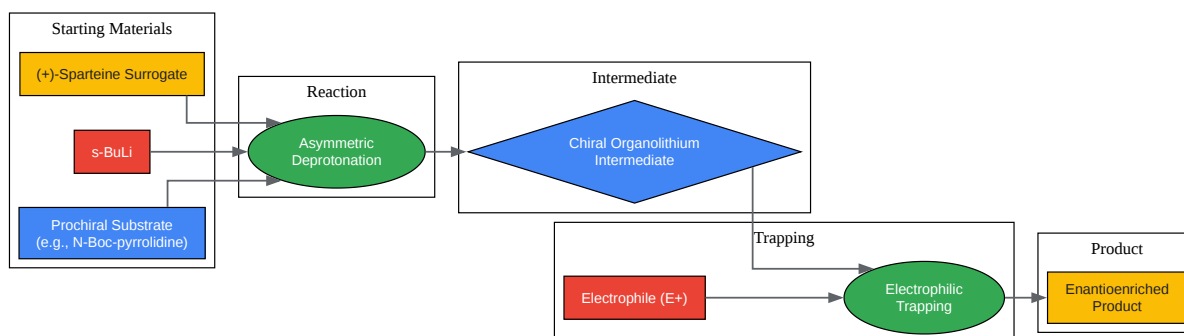 Starting Materials
(+)-Sparteine Surrogate
s-BuLi
Prochiral Substrate
(e.g., N-Boc-pyrrolidine)
Reaction
Asymmetric
Deprotonation
Intermediate
Chiral Organolithium
Intermediate
Trapping
Electrophile (E+)
Electrophilic
Trapping
Product
Enantioenriched
Product